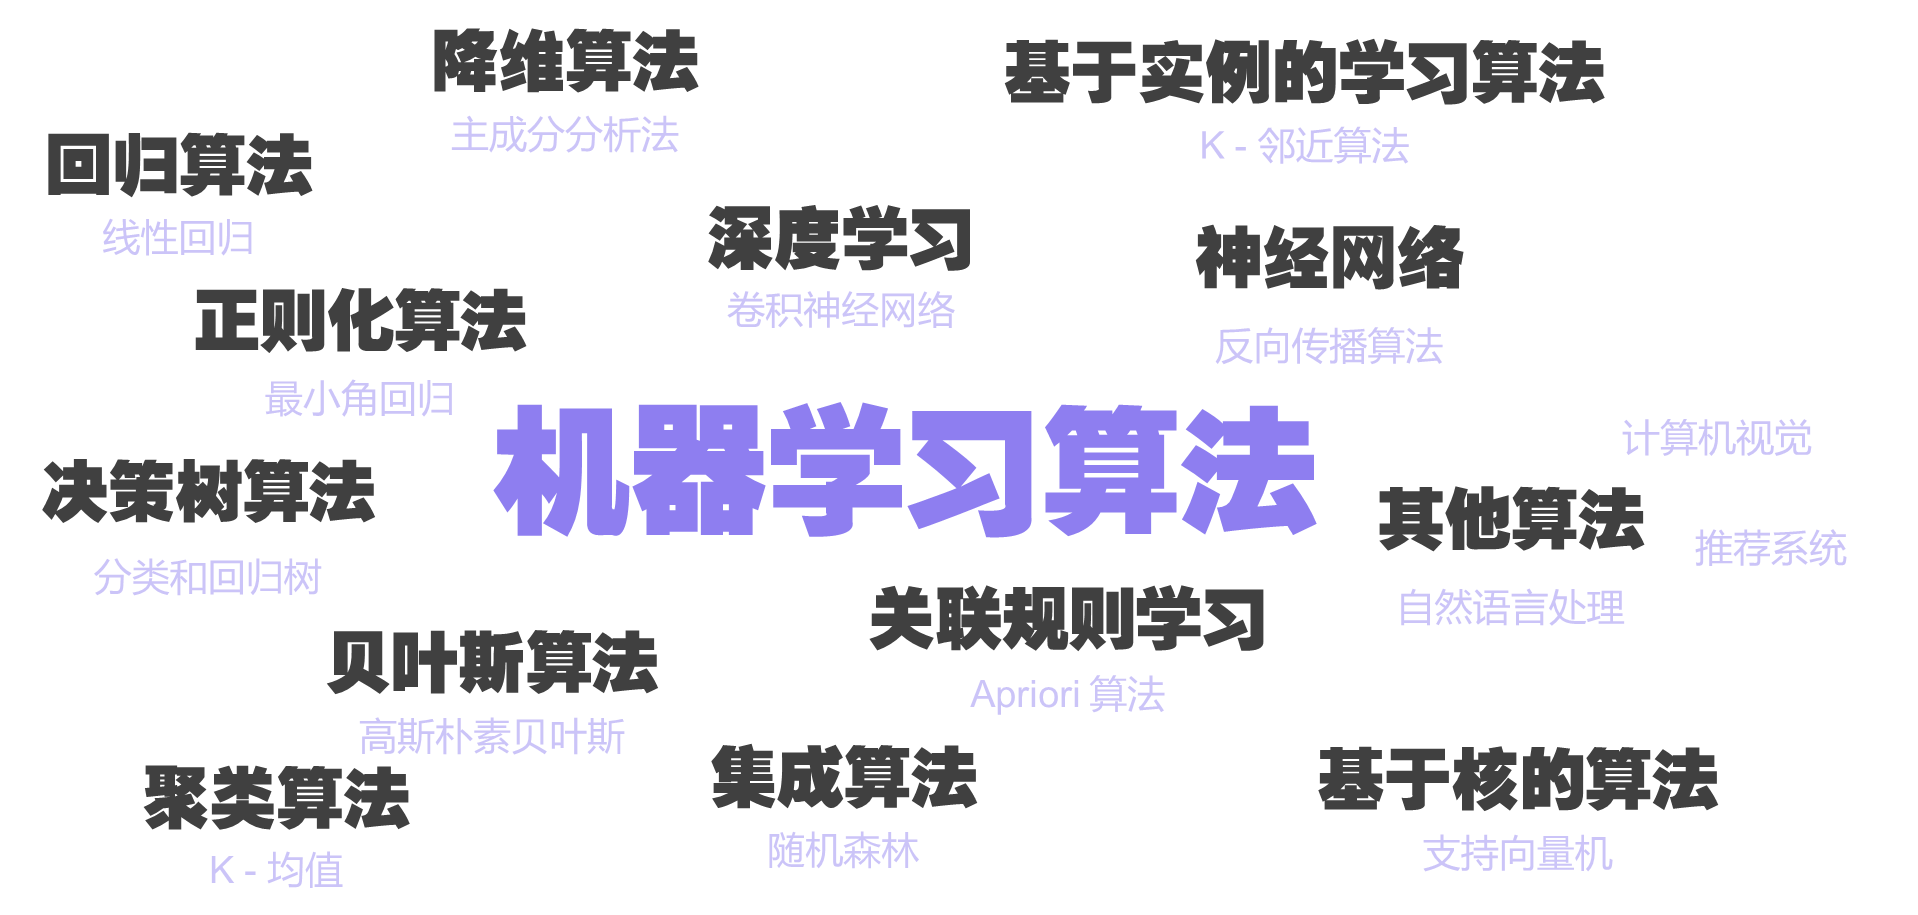 降维算法
主成分分析法
基于实例的学习算法
K - 邻近算法
回归算法
线性回归
深度学习
卷积神经网络
神经网络
反向传播算法
正则化算法
最小角回归
机器学习算法
计算机视觉
决策树算法
分类和回归树
其他算法
推荐系统
自然语言处理
关联规则学习
Apriori 算法
贝叶斯算法
高斯朴素贝叶斯
聚类算法
K - 均值
集成算法
随机森林
基于核的算法
支持向量机